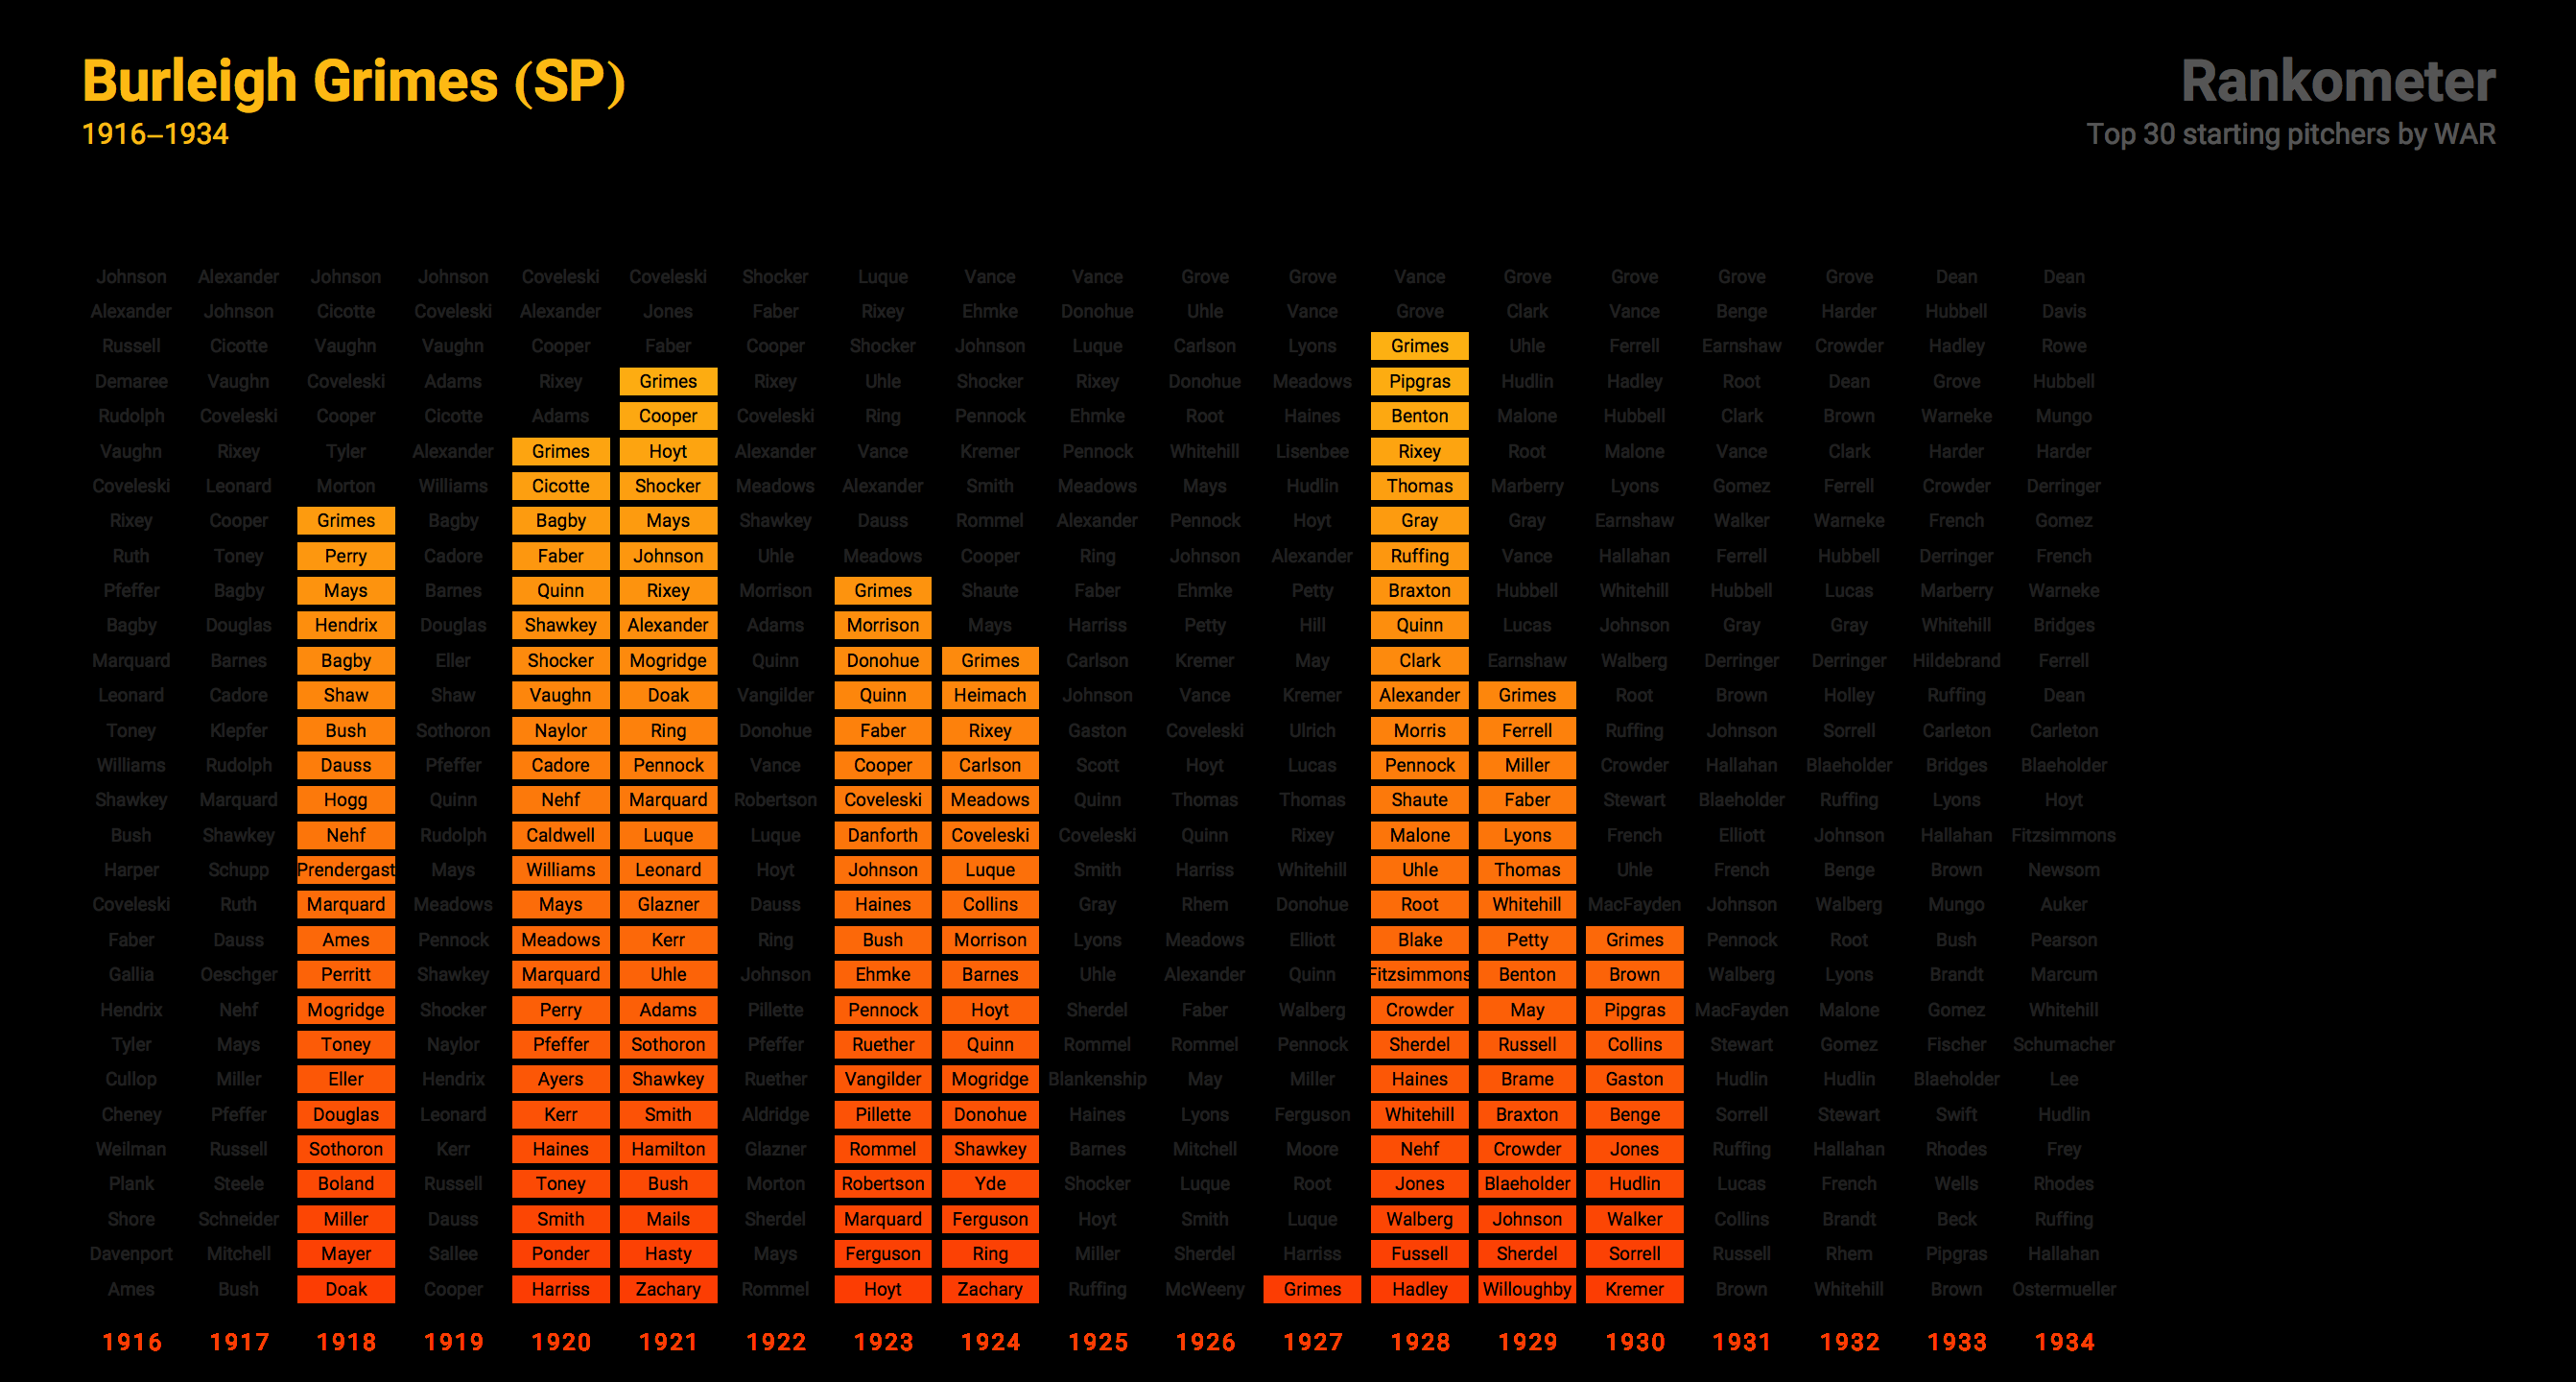 Burleigh Grimes (SP)
1916–1934
Rankometer
Top 30 starting pitchers by WAR
Johnson Alexander Johnson Johnson Coveleski Coveleski Shocker Luque Vance Vance Grove Grove Vance Grove Grove Grove Grove Dean Dean
Alexander Johnson Cicotte Coveleski Alexander Jones Faber Rixey Ehmke Donohue Uhle Vance Grove Clark Vance Benge Harder Hubbell Davis
Russell Cicotte Vaughn Vaughn Cooper Faber Cooper Shocker Johnson Luque Carlson Lyons Grimes Uhle Ferrell Earnshaw Crowder Hadley Rowe
Demaree Vaughn Coveleski Adams Rixey Grimes Rixey Uhle Shocker Rixey Donohue Meadows Pipgras Hudlin Hadley Root Dean Grove Hubbell
Rudolph Coveleski Cooper Cicotte Adams Cooper Coveleski Ring Pennock Ehmke Root Haines Benton Malone Hubbell Clark Brown Warneke Mungo
Vaughn Rixey Tyler Alexander Grimes Hoyt Alexander Vance Kremer Pennock Whitehill Lisenbee Rixey Root Malone Vance Clark Harder Harder
Coveleski Leonard Morton Williams Cicotte Shocker Meadows Alexander Smith Meadows Mays Hudlin Thomas Marberry Lyons Gomez Ferrell Crowder Derringer
Rixey Cooper Grimes Bagby Bagby Mays Shawkey Dauss Rommel Alexander Pennock Hoyt Gray Gray Earnshaw Walker Warneke French Gomez
Ruth Toney Perry Cadore Faber Johnson Uhle Meadows Cooper Ring Johnson Alexander Ruffing Vance Hallahan Ferrell Hubbell Derringer French
Pfeffer Bagby Mays Barnes Quinn Rixey Morrison Grimes Shaute Faber Ehmke Petty Braxton Hubbell Whitehill Hubbell Lucas Marberry Warneke
Bagby Douglas Hendrix Douglas Shawkey Alexander Adams Morrison Mays Harriss Petty Hill Quinn Lucas Johnson Gray Gray Whitehill Bridges
Marquard Barnes Bagby Eller Shocker Mogridge Quinn Donohue Grimes Carlson Kremer May Clark Earnshaw Walberg Derringer Derringer Hildebrand Ferrell
Leonard Cadore Shaw Shaw Vaughn Doak Vangilder Quinn Heimach Johnson Vance Kremer Alexander Grimes Root Brown Holley Ruffing Dean
Toney Klepfer Bush Sothoron Naylor Ring Donohue Faber Rixey Gaston Coveleski Ulrich Morris Ferrell Ruffing Johnson Sorrell Carleton Carleton
Williams Rudolph Dauss Pfeffer Cadore Pennock Vance Cooper Carlson Scott Hoyt Lucas Pennock Miller Crowder Hallahan Blaeholder Bridges Blaeholder
Shawkey Marquard Hogg Quinn Nehf Marquard Robertson Coveleski Meadows Quinn Thomas Thomas Shaute Faber Stewart Blaeholder Ruffing Lyons Hoyt
Bush Shawkey Nehf Rudolph Caldwell Luque Luque Danforth Coveleski Coveleski Quinn Rixey Malone Lyons French Elliott Johnson Hallahan Fitzsimmons
Harper Schupp Prendergast Mays Williams Leonard Hoyt Johnson Luque Smith Harriss Whitehill Uhle Thomas Uhle French Benge Brown Newsom
Coveleski Ruth Marquard Meadows Mays Glazner Dauss Haines Collins Gray Rhem Donohue Root Whitehill MacFayden Johnson Walberg Mungo Auker
Faber Dauss Ames Pennock Meadows Kerr Ring Bush Morrison Lyons Meadows Elliott Blake Petty Grimes Pennock Root Bush Pearson
Gallia Oeschger Perritt Shawkey Marquard Uhle Johnson Ehmke Barnes Uhle Alexander Quinn Fitzsimmons Benton Brown Walberg Lyons Brandt Marcum
Hendrix Nehf Mogridge Shocker Perry Adams Pillette Pennock Hoyt Sherdel Faber Walberg Crowder May Pipgras MacFayden Malone Gomez Whitehill
Tyler Mays Toney Naylor Pfeffer Sothoron Pfeffer Ruether Quinn Rommel Rommel Pennock Sherdel Russell Collins Stewart Gomez Fischer Schumacher
Cullop Miller Eller Hendrix Ayers Shawkey Ruether Vangilder Mogridge Blankenship May Miller Haines Brame Gaston Hudlin Hudlin Blaeholder Lee
Cheney Pfeffer Douglas Leonard Kerr Smith Aldridge Pillette Donohue Haines Lyons Ferguson Whitehill Braxton Benge Sorrell Stewart Swift Hudlin
Weilman Russell Sothoron Kerr Haines Hamilton Glazner Rommel Shawkey Barnes Mitchell Moore Nehf Crowder Jones Ruffing Hallahan Rhodes Frey
Plank Steele Boland Russell Toney Bush Morton Robertson Yde Shocker Luque Root Jones Blaeholder Hudlin Lucas French Wells Rhodes
Shore Schneider Miller Dauss Smith Mails Sherdel Marquard Ferguson Hoyt Smith Luque Walberg Johnson Walker Collins Brandt Beck Ruffing
Davenport Mitchell Mayer Sallee Ponder Hasty Mays Ferguson Ring Miller Sherdel Harriss Fussell Sherdel Sorrell Russell Rhem Pipgras Hallahan
Ames Bush Doak Cooper Harriss Zachary Rommel Hoyt Zachary Ruffing McWeeny Grimes Hadley Willoughby Kremer Brown Whitehill Brown Ostermueller
1916 1917 1918 1919 1920 1921 1922 1923 1924 1925 1926 1927 1928 1929 1930 1931 1932 1933 1934